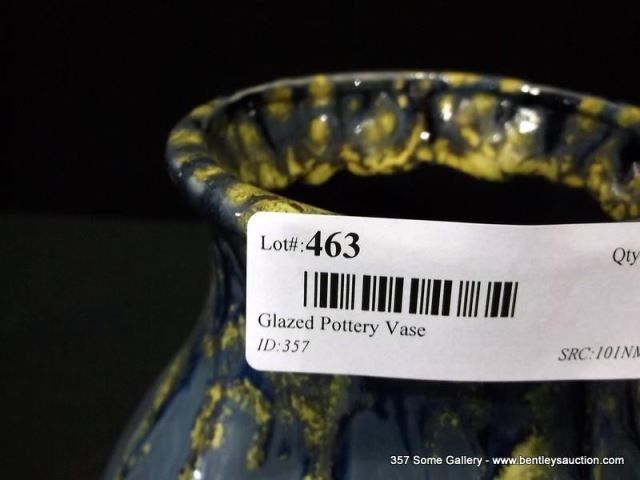 Lot#:463 Qty
Glazed Pottery Vase
ID:357 SRC:101NM
357 Some Gallery - www.bentleysauction.com